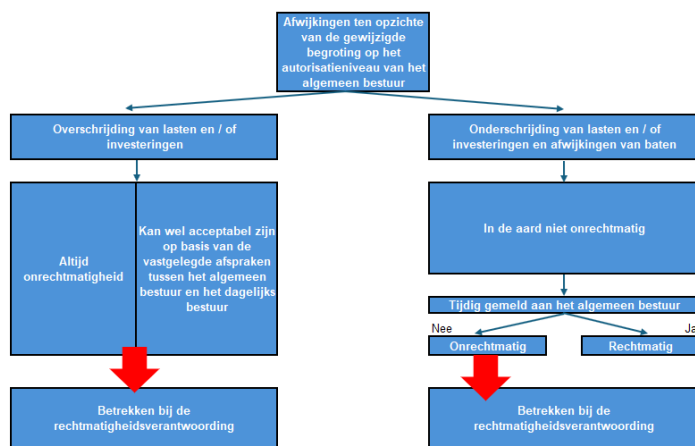 Afwijkingen ten opzichte
van de gewijzigde
begroting op het
autorisatieniveau van het
algemeen bestuur
Overschrijding van lasten en / of
investeringen
Onderschrijding van lasten en / of
investeringen en afwijkingen van baten
Altijd
onrechtmatigheid
Kan wel acceptabel zijn
op basis van de
vastgelegde afspraken
tussen het algemeen
bestuur en het dagelijks
bestuur
In de aard niet onrechtmatig
Tijdig gemeld aan het algemeen bestuur
Nee
Ja
Onrechtmatig
Rechtmatig
Betrekken bij de
rechtmatigheidsverantwoording
Betrekken bij de
rechtmatigheidsverantwoording